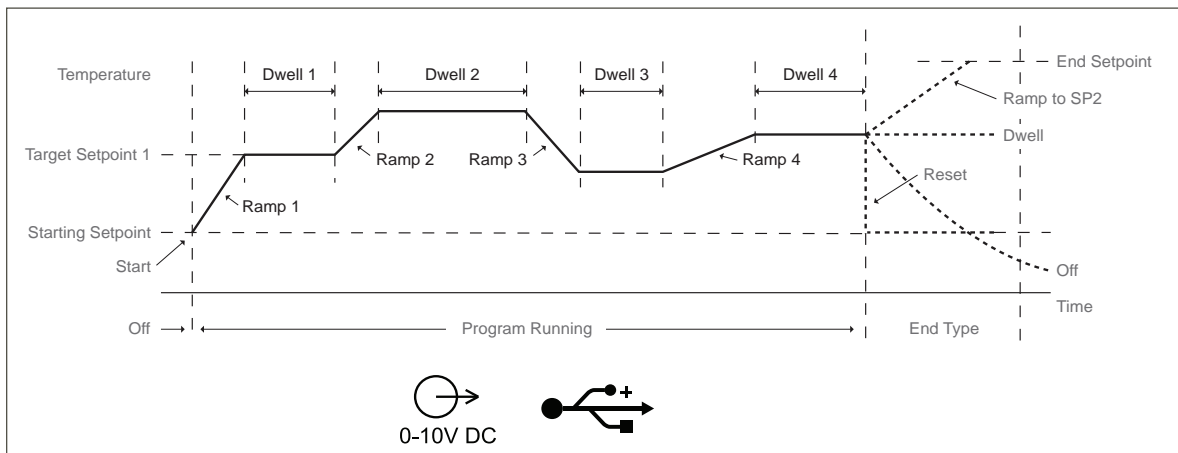 Temperature
Dwell 1
Dwell 2
Dwell 3
Dwell 4
End Setpoint
Ramp to SP2
Target Setpoint 1
Ramp 2
Ramp 3
Ramp 4
Dwell
Reset
Ramp 1
Starting Setpoint
Start
Off
Time
Off
Program Running
End Type
0-10V DC